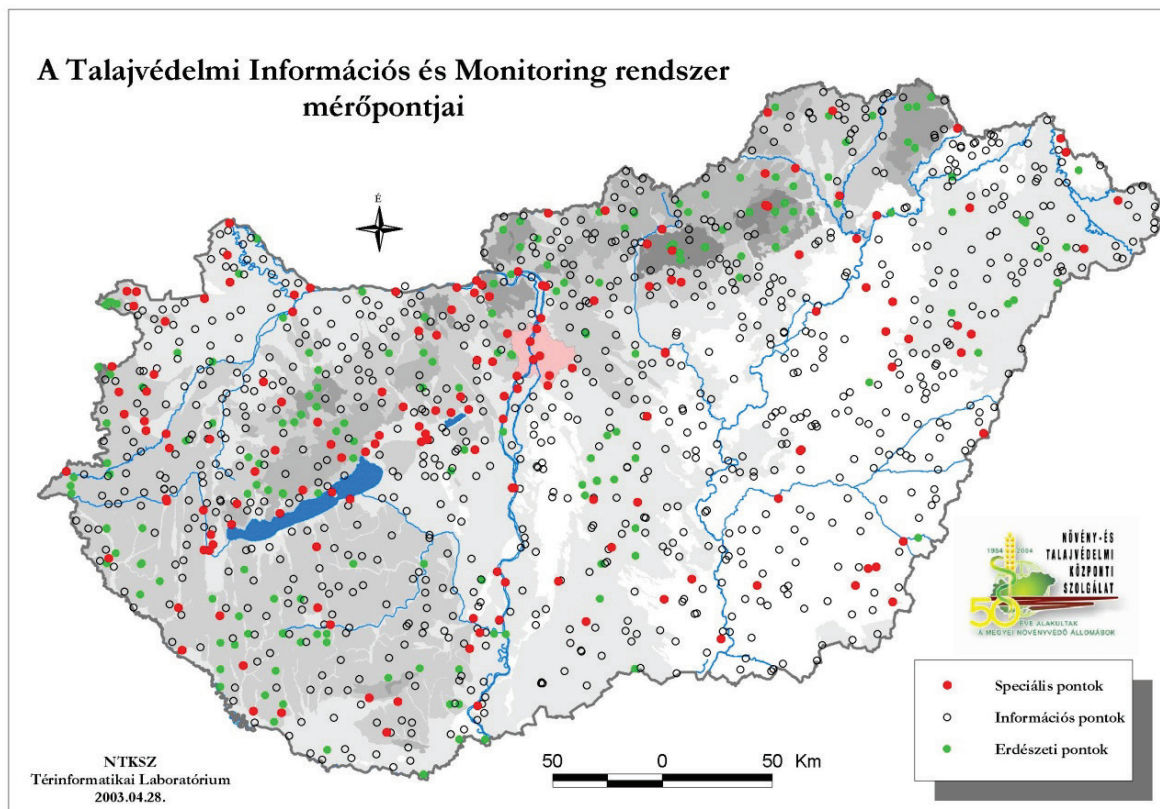 A Talajvédelmi Információs és Monitoring rendszer
mérőpontjai
É
1954 2004
NÖVÉNY-ÉS
TALAJVÉDELMI
KÖZPONTI
SZOLGÁLAT
50
ÉVE ALAKULTAK
A MEGYEI NÖVÉNYVÉDŐ ÁLLOMÁSOK
Speciális pontok
Információs pontok
Erdészeti pontok
NTKSZ
Térinformatikai Laboratórium
2003.04.28.
50 0 50 Km